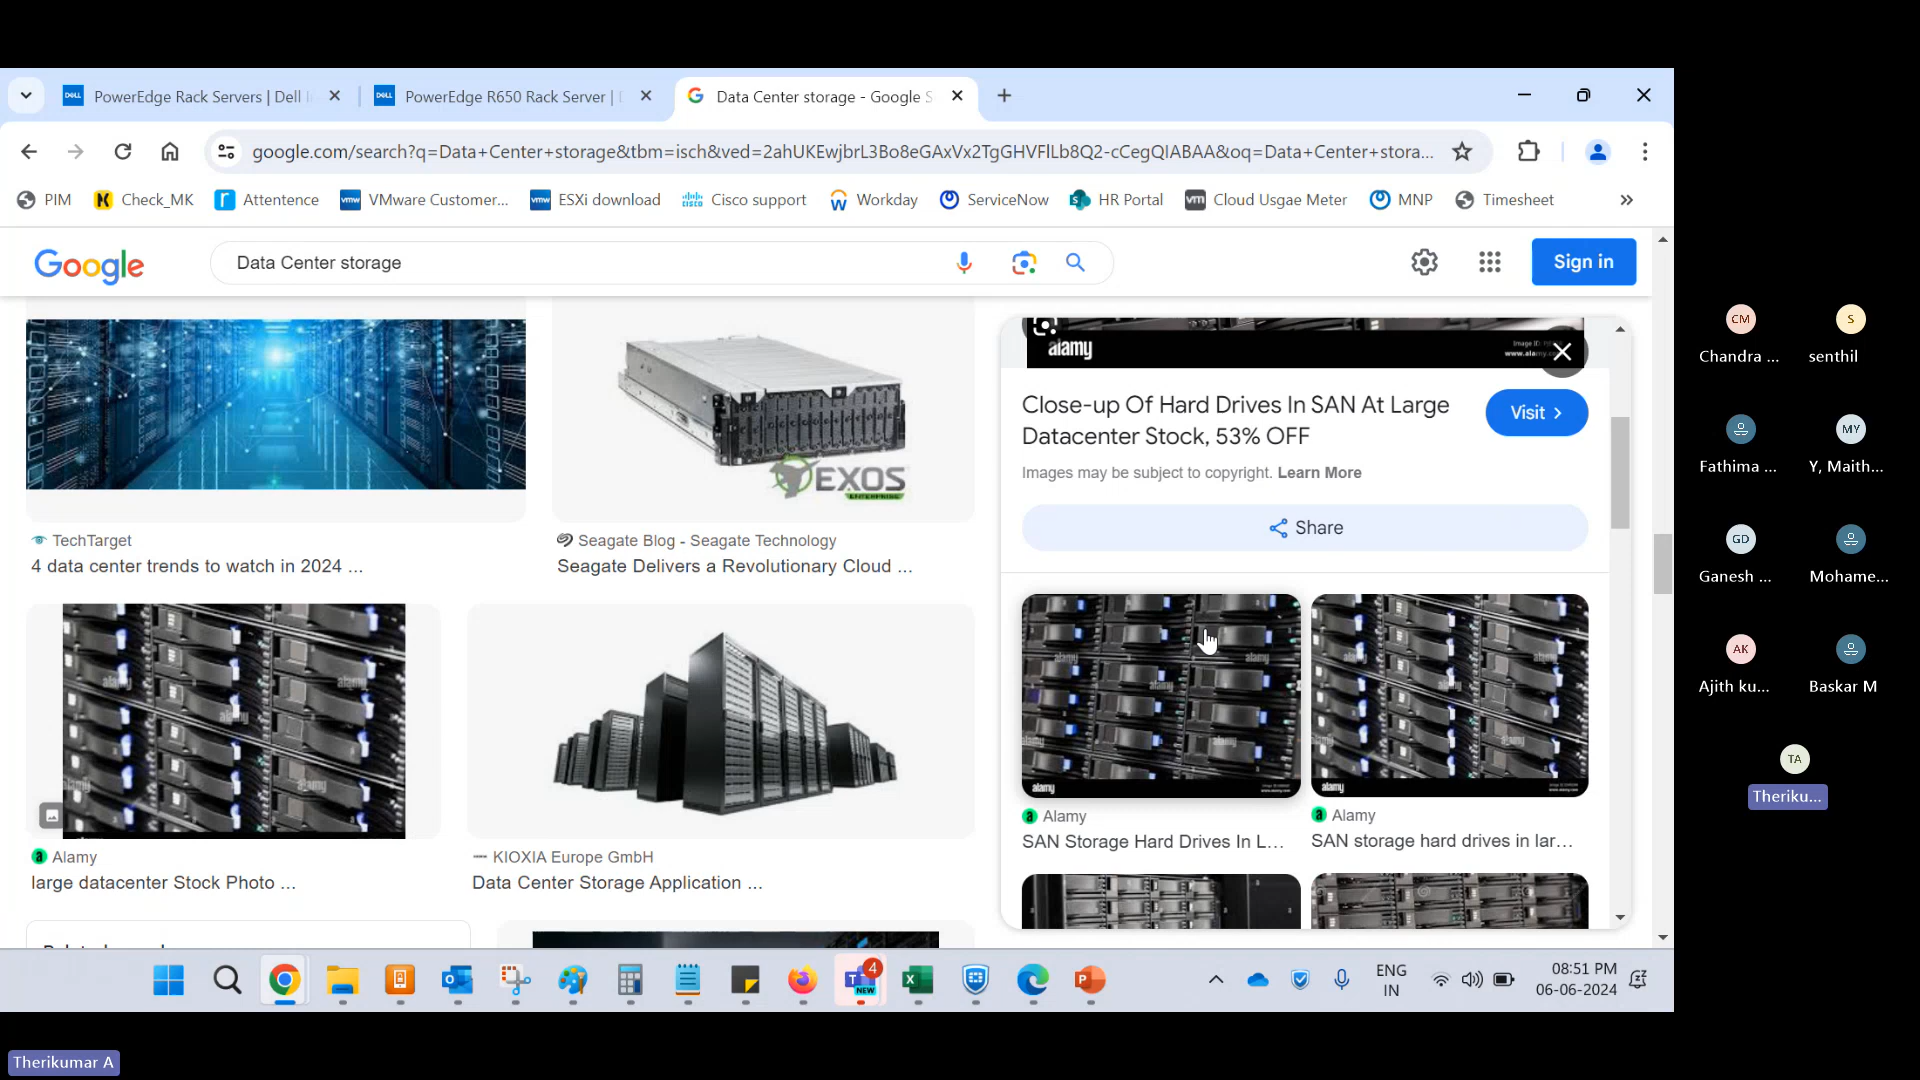 PowerEdge Rack Servers | Dell
PowerEdge R650 Rack Server |
Data Center storage - Google S
google.com/search?q=Data+Center+storage&tbm=isch&ved=2ahUKEwjbrL3Bo8eGAxVx2TgGHVFlLb8Q2-cCegQIABAA&oq=Data+Center+stora...
PIM
Check_MK
Attentence
VMware Customer...
ESXi download
Cisco support
Workday
ServiceNow
HR Portal
Cloud Usgae Meter
MNP
Timesheet
Google
Data Center storage
Sign in
EXOS
TechTarget
4 data center trends to watch in 2024 ...
Seagate Blog - Seagate Technology
Seagate Delivers a Revolutionary Cloud ...
alamy
Close-up Of Hard Drives In SAN At Large
Datacenter Stock, 53% OFF
Visit
Images may be subject to copyright. Learn More
Share
alamy
alamy
alamy
Alamy
large datacenter Stock Photo ...
KIOXIA Europe GmbH
Data Center Storage Application ...
alamy
alamy
Alamy
SAN Storage Hard Drives In L...
Alamy
SAN storage hard drives in lar...
4
NEW
ENG
IN
08:51 PM
06-06-2024
CM
Chandra ...
S
senthil
Fathima ...
MY
Y, Maith...
GD
Ganesh ...
Mohame...
AK
Ajith ku...
Baskar M
TA
Theriku...
Therikumar A